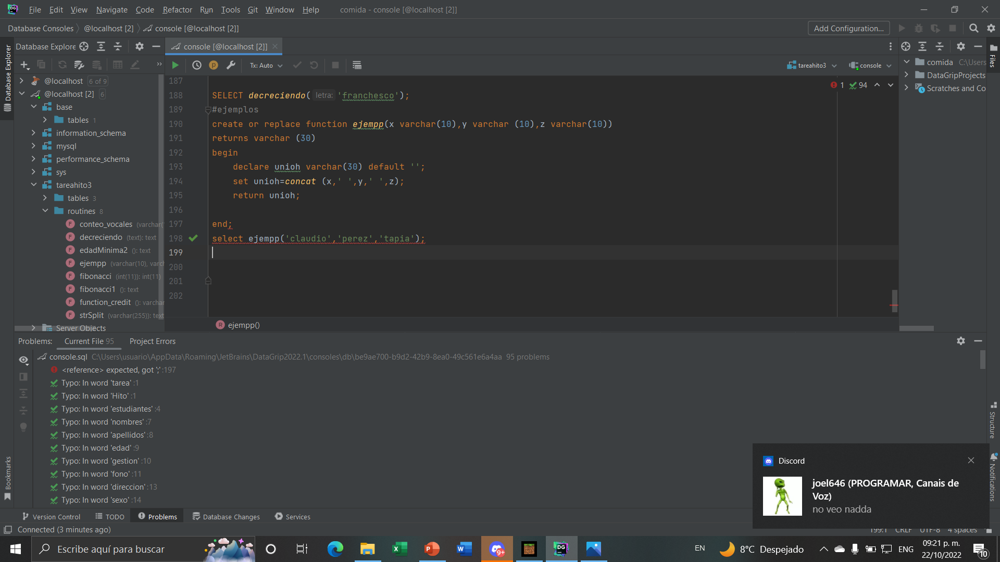 File Edit View Navigate Code Refactor Run Tools Git Window Help comida - console [@localhost [2]]
Database Consoles @localhost [2] console [@localhost [2]] Add Configuration...
Database Explorer
Database Explore
console [@localhost [2]]
Tx: Auto tareahito3 console
@localhost 6 of 9
@localhost [2] 6
base
tables 1
information_schema
mysql
performance_schema
sys
tareahito3
tables 3
routines 8
conteo_vocales (varchar(
decreciendo (text): text
edadMinima2 (): text
ejempp (varchar(10), varch
fibonacci (int(11)): int(11)
fibonacci1 (): text
function_credit (): varchar
strSplit (varchar(255)): text
Server Objects
1 94
187
188 SELECT decreciendo( letra: 'franchesco');
189 #ejemplos
190 create or replace function ejempp(x varchar(10),y varchar (10),z varchar(10))
191 returns varchar (30)
192 begin
193 declare unioh varchar(30) default '';
194 set unioh=concat (x,' ',y,' ',z);
195 return unioh;
196
197 end;
198 select ejempp('claudio','perez','tapia');
199
200
201
202
R ejempp()
comida C:\Users
DataGripProjects
Scratches and Co
Files
Structure
Notifications
Problems: Current File 95 Project Errors
console.sql C:\Users\usuario\AppData\Roaming\JetBrains\DataGrip2022.1\consoles\db\be9ae700-b9d2-42b9-8ea0-49c561e6a4aa 95 problems
<reference> expected, got ';' :197
Typo: In word 'tarea' :1
Typo: In word 'Hito' :1
Typo: In word 'estudiantes' :4
Typo: In word 'nombres' :7
Typo: In word 'apellidos' :8
Typo: In word 'edad' :9
Typo: In word 'gestion' :10
Typo: In word 'fono' :11
Typo: In word 'direccion' :13
Typo: In word 'sexo' :14
Bookmarks
Discord
joel646 (PROGRAMAR, Canais de
Voz)
no veo nadda
Version Control TODO Problems Database Changes Services
Connected (3 minutes ago) 199:1 CRLF UTF-8 4 spaces
Escribe aquí para buscar
9+
DG
EN
8°C Despejado
ENG
09:21 p. m.
22/10/2022
10